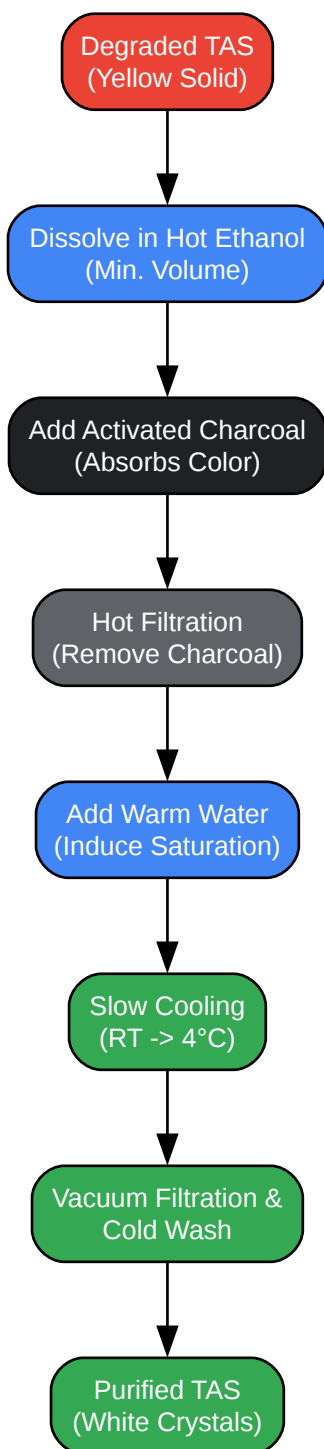 Degraded TAS
(Yellow Solid)
Dissolve in Hot Ethanol
(Min. Volume)
Add Activated Charcoal
(Absorbs Color)
Hot Filtration
(Remove Charcoal)
Add Warm Water
(Induce Saturation)
Slow Cooling
(RT -> 4°C)
Vacuum Filtration &
Cold Wash
Purified TAS
(White Crystals)